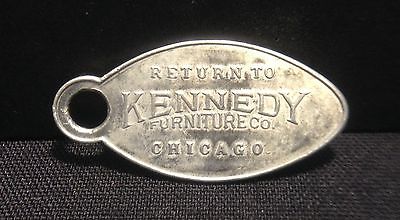 RETURN TO
KENNEDY
FURNITURE CO.
CHICAGO.